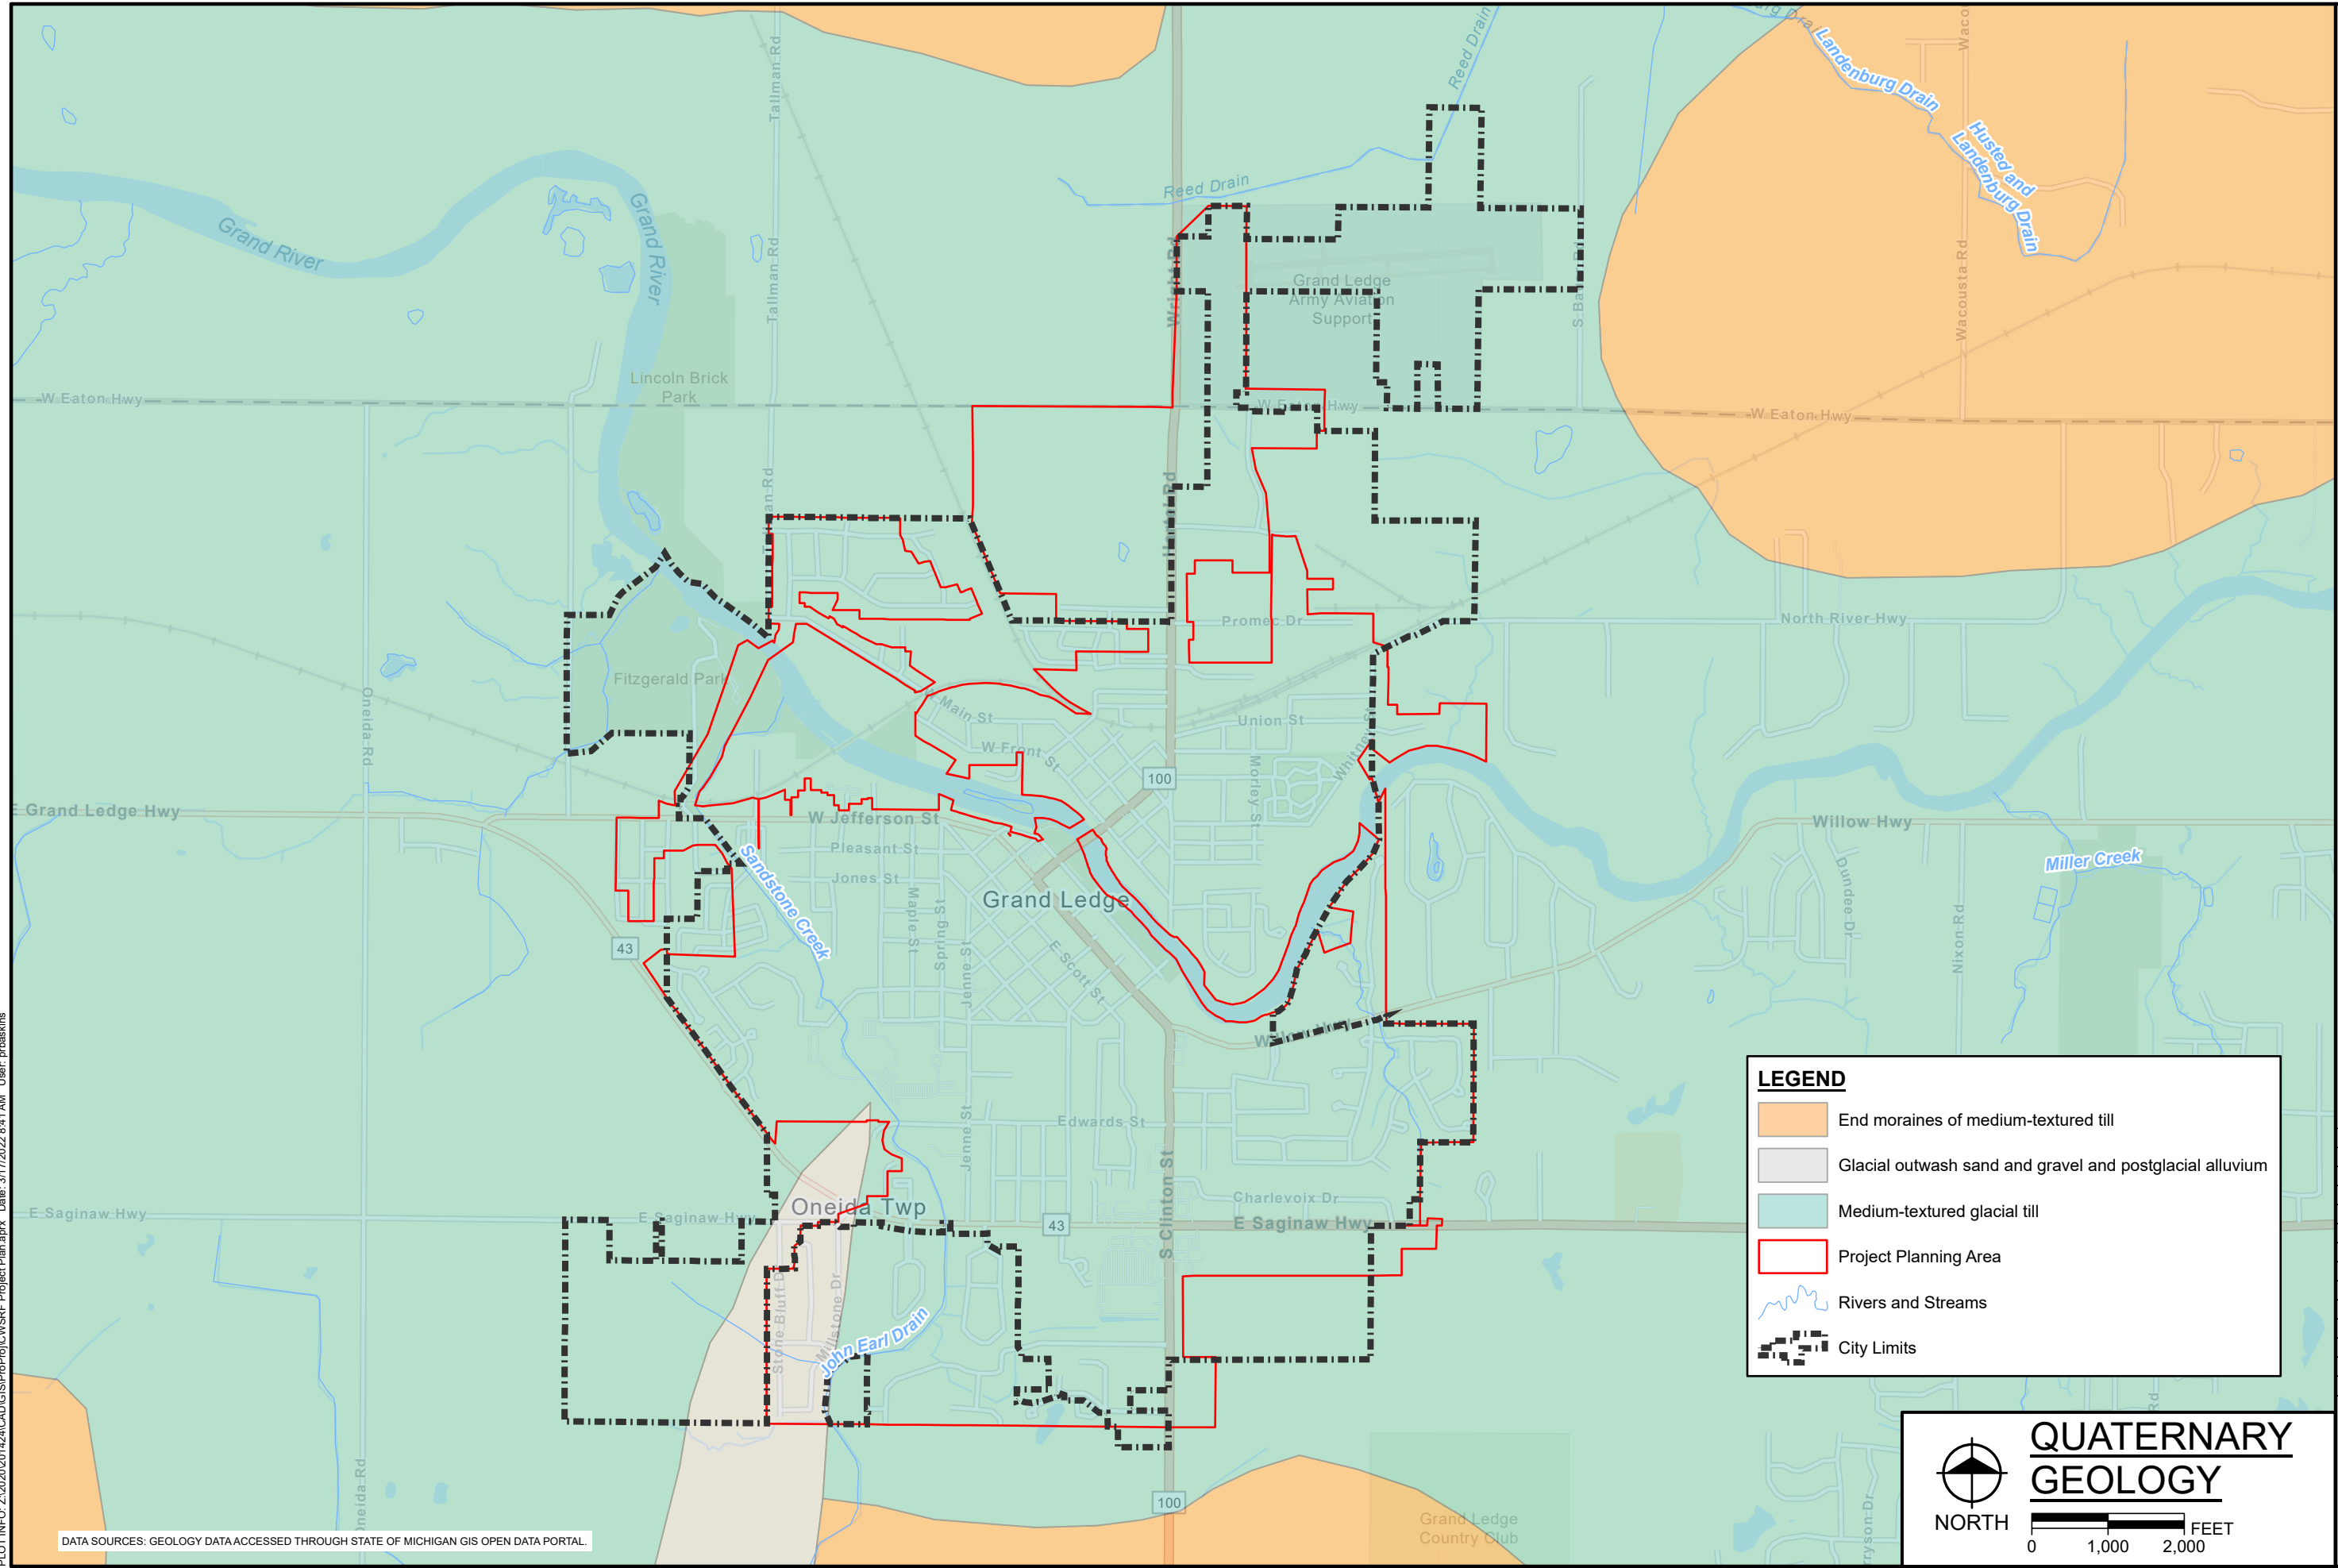 Tallman Rd
Reed Drain
Landenburg Drain
Husted and
Landenburg Drain
Reed Drain
Grand River
Grand River
Tallman Rd
Wright Rd
Grand Ledge
Army Aviation
Support
Wacousta Rd
Lincoln Brick
Park
W Eaton Hwy
W Eaton Hwy
W Eaton Hwy
Promec Dr
North River Hwy
Fitzgerald Park
Oneida Rd
W Main St
Union St
W Front St
Whitney St
Morley St
100
E Grand Ledge Hwy
W Jefferson St
Willow Hwy
Pleasant St
Jones St
Sandstone Creek
Miller Creek
Dundee Dr
Maple St
Spring St
Grand Ledge
43
E Scott St
Jenne St
Nixon Rd
Edwards St
Jenne St
S Clinton St
Charlevoix Dr
Oneida Twp
E Saginaw Hwy
E Saginaw Hwy
43
E Saginaw Hwy
Stone Bluff D
Millstone Dr
John Earl Drain
Oneida Rd
100
Grand Ledge
Country Club
LEGEND
End moraines of medium-textured till
Glacial outwash sand and gravel and postglacial alluvium
Medium-textured glacial till
Project Planning Area
Rivers and Streams
City Limits
QUATERNARY
GEOLOGY
NORTH
FEET
0 1,000 2,000
DATA SOURCES: GEOLOGY DATA ACCESSED THROUGH STATE OF MICHIGAN GIS OPEN DATA PORTAL.